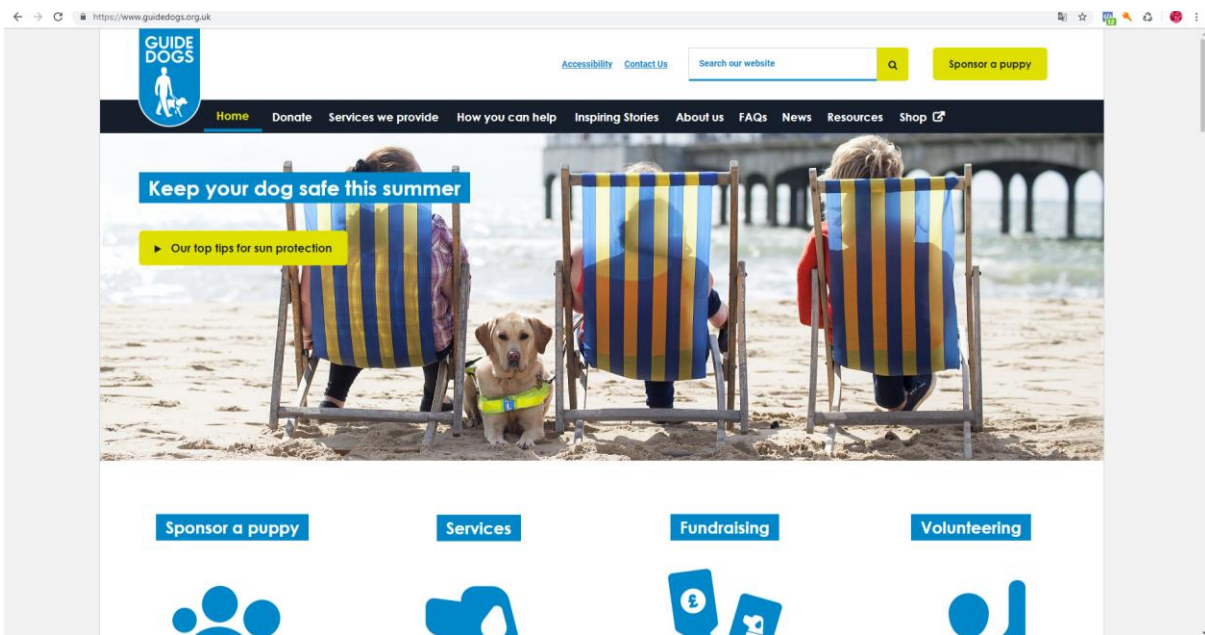 https://www.guidedogs.org.uk
GUIDE
DOGS
Accessibility Contact Us Search our website Sponsor a puppy
Home Donate Services we provide How you can help Inspiring Stories About us FAQs News Resources Shop
Keep your dog safe this summer
Our top tips for sun protection
Sponsor a puppy Services Fundraising Volunteering
£